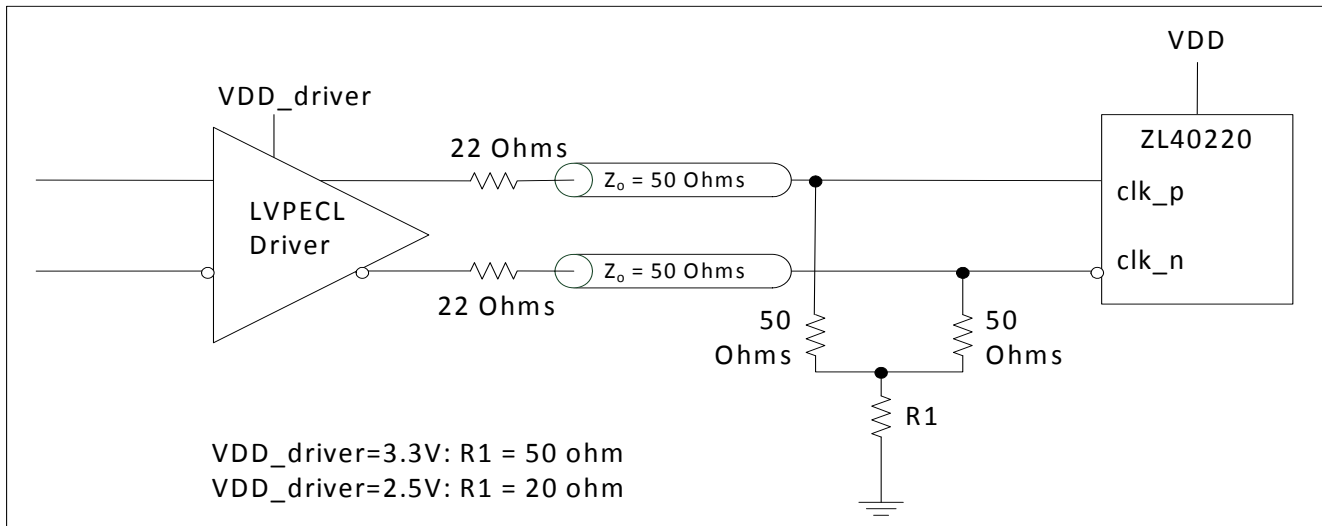 VDD
VDD_driver
ZL40220
22 Ohms
Zo = 50 Ohms
clk_p
LVPECL
Driver
clk_n
Zo = 50 Ohms
22 Ohms
50
Ohms
50
Ohms
R1
VDD_driver=3.3V: R1 = 50 ohm
VDD_driver=2.5V: R1 = 20 ohm